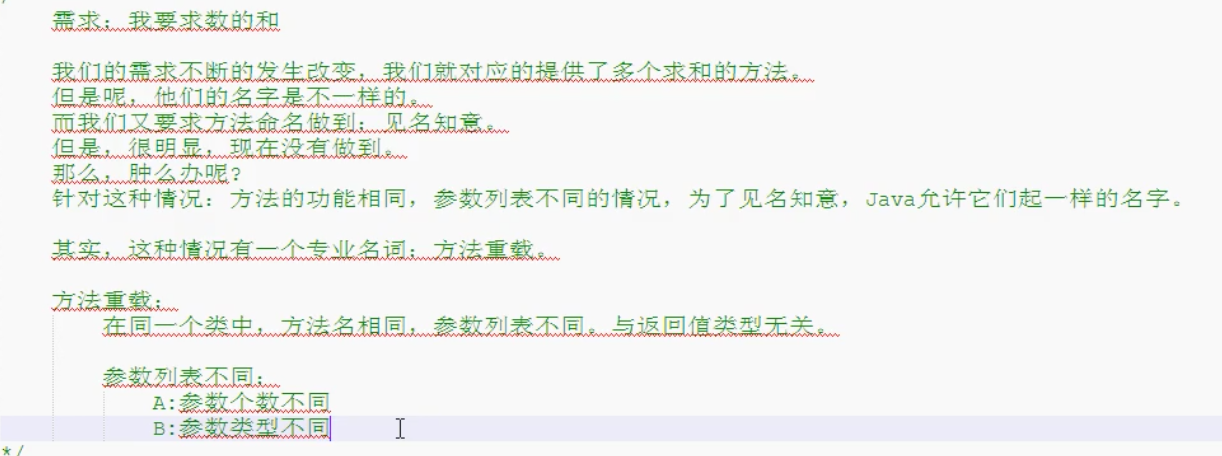 需求：我要求数的和
我们的需求不断的发生改变，我们就对应的提供了多个求和的方法。
但是呢，他们的名字是不一样的。
而我们又要求方法命名做到：见名知意。
但是，很明显，现在没有做到。
那么，肿么办呢?
针对这种情况：方法的功能相同，参数列表不同的情况，为了见名知意，Java允许它们起一样的名字。
其实，这种情况有一个专业名词：方法重载。
方法重载：
在同一个类中，方法名相同，参数列表不同。与返回值类型无关。
参数列表不同：
A:参数个数不同
B:参数类型不同
*/